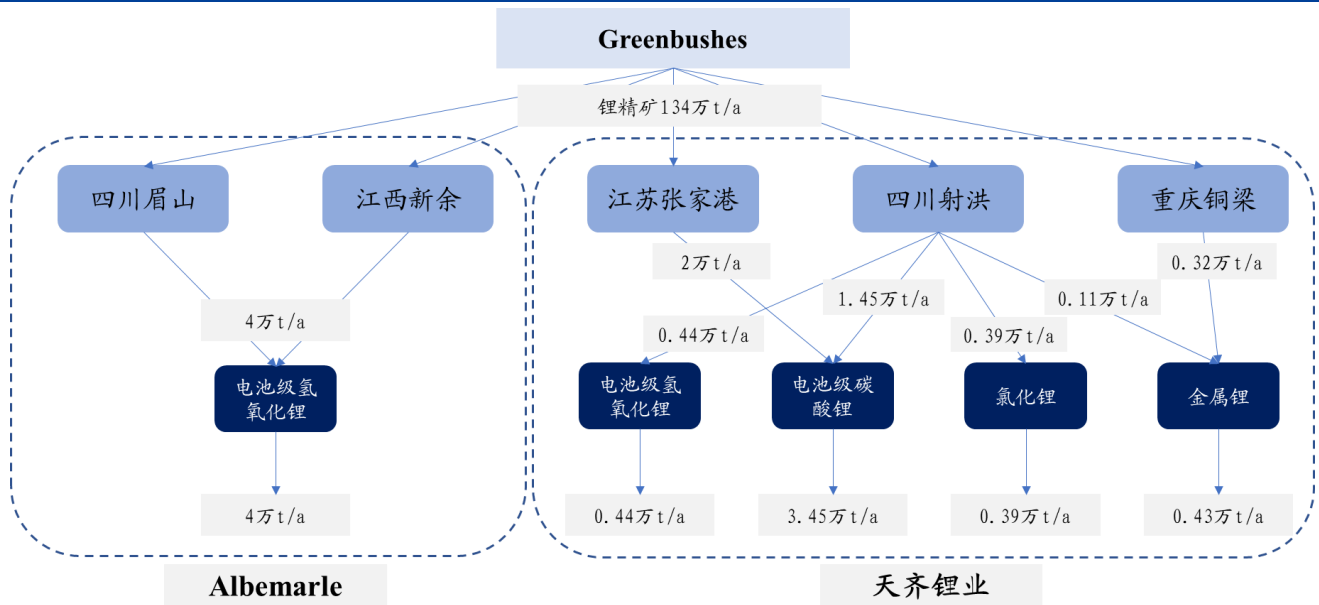 Greenbushes
锂精矿134万t/a
四川眉山
江西新余
江苏张家港
四川射洪
重庆铜梁
2万t/a
0.32万t/a
4万t/a
1.45万t/a
0.11万t/a
0.44万t/a
0.39万t/a
电池级氢
氧化锂
电池级氢
氧化锂
电池级碳
酸锂
氯化锂
金属锂
4万t/a
0.44万t/a
3.45万t/a
0.39万t/a
0.43万t/a
Albemarle
天齐锂业